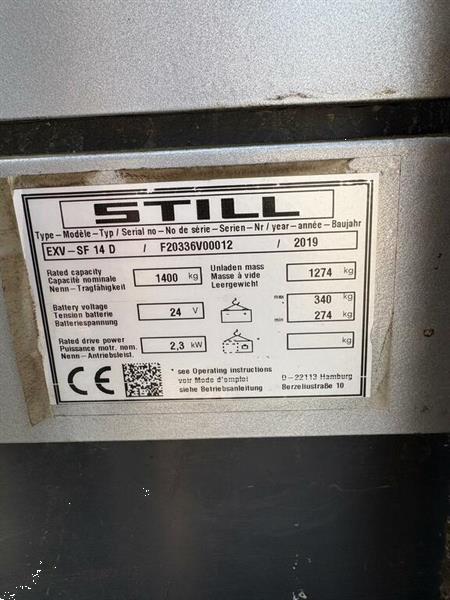 STILL
Type – Modèle – Typ / Serial no – No de série – Serien – Nr / year – année – Baujahr
EXV – SF 14 D / F20336V00012 / 2019
Rated capacity
Capacité nominale
Nenn – Tragfähigkeit
1400 kg
Unladen mass
Masse à vide
Leergewicht
1274 kg
Battery voltage
Tension batterie
Batteriespannung
24 V
max 340 kg
min 274 kg
Rated drive power
Puissance motr. nom.
Nenn – Antriebsleist.
2,3 kW
kg
CE
* see Operating instructions
voir Mode d'emploi
siehe Betriebsanleitung
D – 22113 Hamburg
Berzeliustraße 10